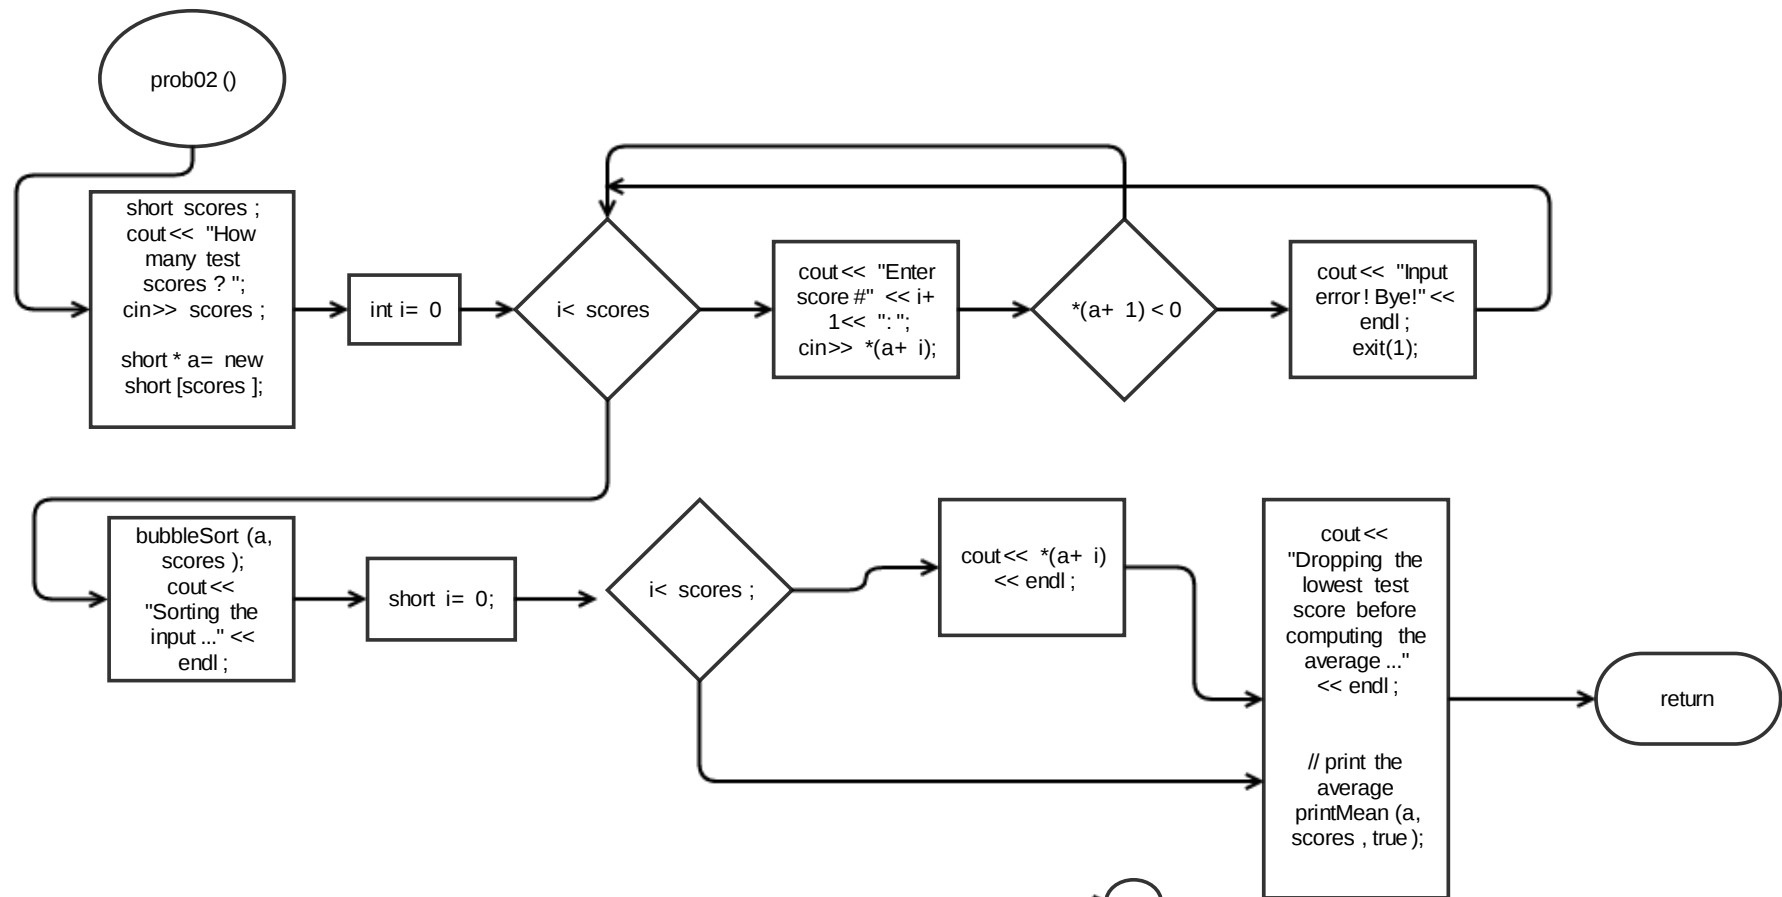 prob02 ()
short scores ;
cout<< "How
many test
scores ? ";
cin>> scores ;
short * a= new
short [scores ];
int i= 0
i< scores
cout<< "Enter
score #" << i+
1<< ": ";
cin>> *(a+ i);
*(a+ 1) < 0
cout<< "Input
error ! Bye!" <<
endl ;
exit(1);
bubbleSort (a,
scores );
cout<<
"Sorting the
input ..." <<
endl ;
short i= 0;
i< scores ;
cout<< *(a+ i)
<< endl ;
cout<<
"Dropping the
lowest test
score before
computing the
average ..."
<< endl ;
// print the
average
printMean (a,
scores , true );
return